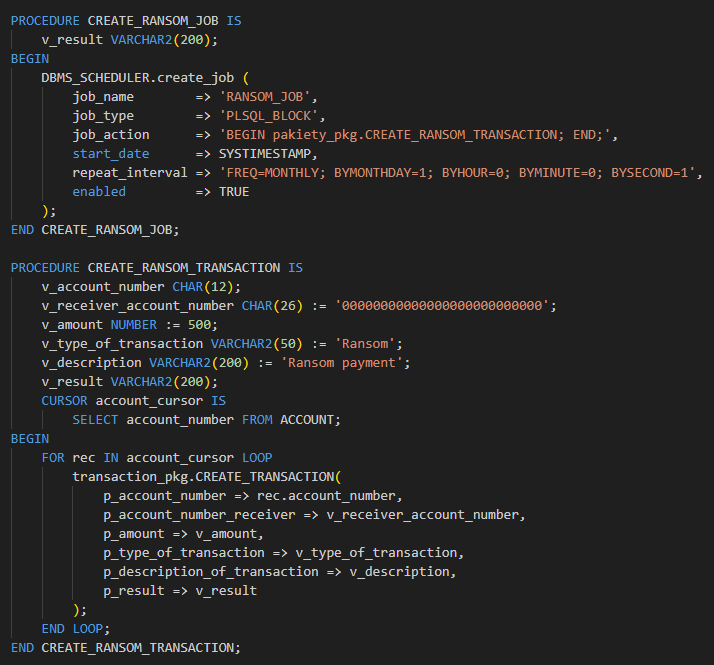 PROCEDURE CREATE_RANSOM_JOB IS
    v_result VARCHAR2(200);
BEGIN
    DBMS_SCHEDULER.create_job (
        job_name        => 'RANSOM_JOB',
        job_type        => 'PLSQL_BLOCK',
        job_action      => 'BEGIN pakiety_pkg.CREATE_RANSOM_TRANSACTION; END;',
        start_date      => SYSTIMESTAMP,
        repeat_interval => 'FREQ=MONTHLY; BYMONTHDAY=1; BYHOUR=0; BYMINUTE=0; BYSECOND=1',
        enabled         => TRUE
    );
END CREATE_RANSOM_JOB;

PROCEDURE CREATE_RANSOM_TRANSACTION IS
    v_account_number CHAR(12);
    v_receiver_account_number CHAR(26) := '00000000000000000000000000';
    v_amount NUMBER := 500;
    v_type_of_transaction VARCHAR2(50) := 'Ransom';
    v_description VARCHAR2(200) := 'Ransom payment';
    v_result VARCHAR2(200);
    CURSOR account_cursor IS
        SELECT account_number FROM ACCOUNT;
BEGIN
    FOR rec IN account_cursor LOOP
        transaction_pkg.CREATE_TRANSACTION(
            p_account_number => rec.account_number,
            p_account_number_receiver => v_receiver_account_number,
            p_amount => v_amount,
            p_type_of_transaction => v_type_of_transaction,
            p_description_of_transaction => v_description,
            p_result => v_result
        );
    END LOOP;
END CREATE_RANSOM_TRANSACTION;